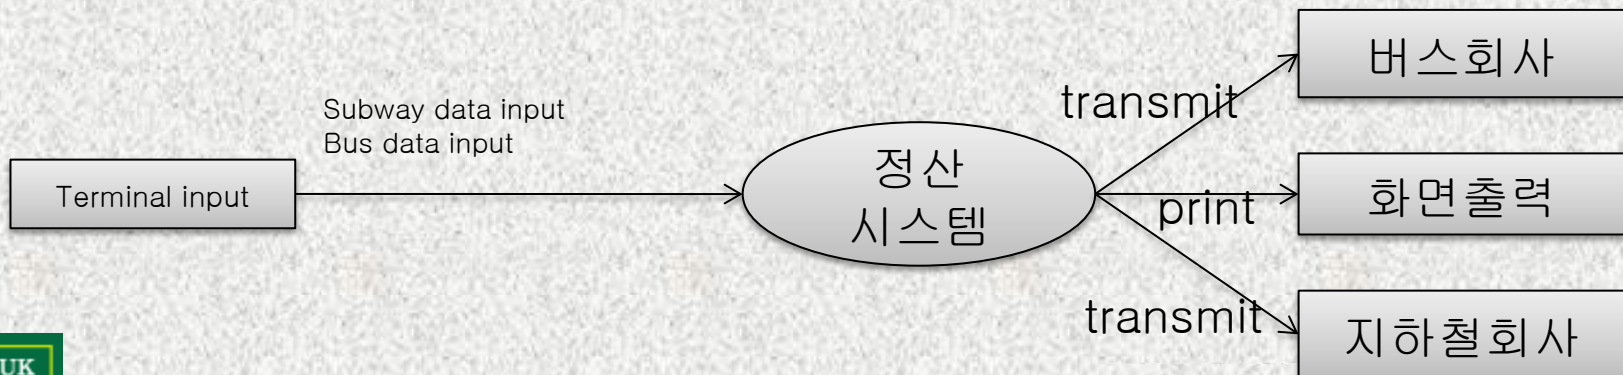 Subway data input
Bus data input
Terminal input
정산
시스템
transmit
print
transmit
버스회사
화면출력
지하철회사
UK